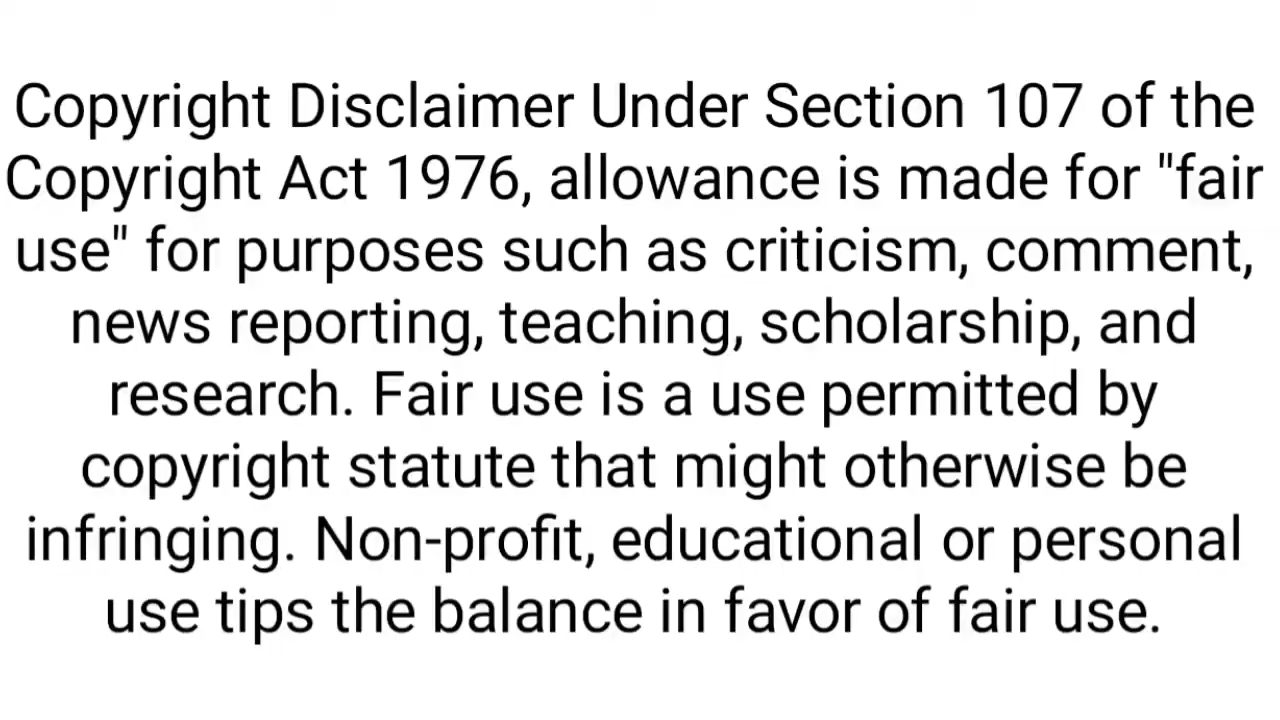 Copyright Disclaimer Under Section 107 of the
Copyright Act 1976, allowance is made for "fair
use" for purposes such as criticism, comment,
news reporting, teaching, scholarship, and
research. Fair use is a use permitted by
copyright statute that might otherwise be
infringing. Non-profit, educational or personal
use tips the balance in favor of fair use.